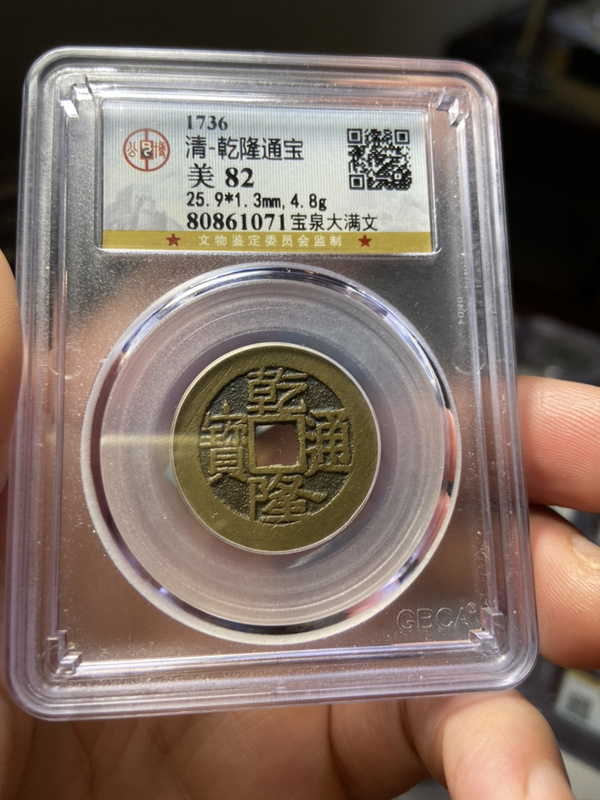 1736
清-乾隆通宝
美 82
25.9*1.3mm,4.8g
80861071宝泉大满文
★ 文物鉴定委员会监制 ★
乾
寶 通
隆
GBCA